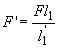 F' = Fl₁ / l₁